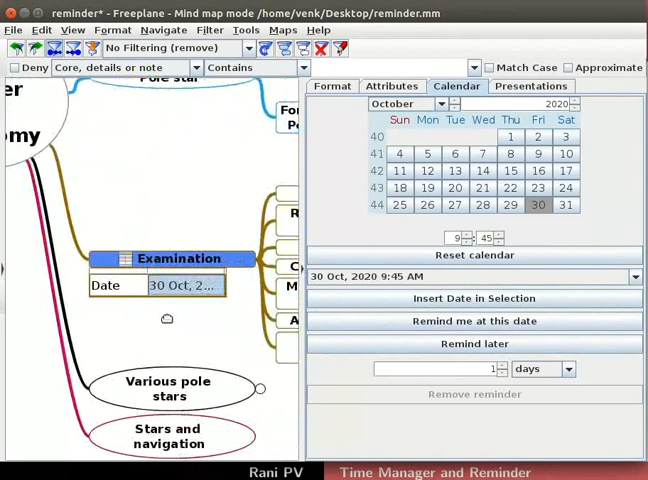 reminder* - Freeplane - Mind map mode /home/venk/Desktop/reminder.mm
File Edit View Format Navigate Filter Tools Maps Help
No Filtering (remove)
Deny Core, details or note Contains Match Case Approximate
Format Attributes Calendar Presentations
Pole star
er
omy
Examination
Date 30 Oct, 2...
Various pole
stars
Stars and
navigation
October 2020
Sun Mon Tue Wed Thu Fri Sat
40 1 2 3
41 4 5 6 7 8 9 10
42 11 12 13 14 15 16 17
43 18 19 20 21 22 23 24
44 25 26 27 28 29 30 31
9 : 45
Reset calendar
30 Oct, 2020 9:45 AM
Insert Date in Selection
Remind me at this date
Remind later
1 days
Remove reminder
Rani PV Time Manager and Reminder